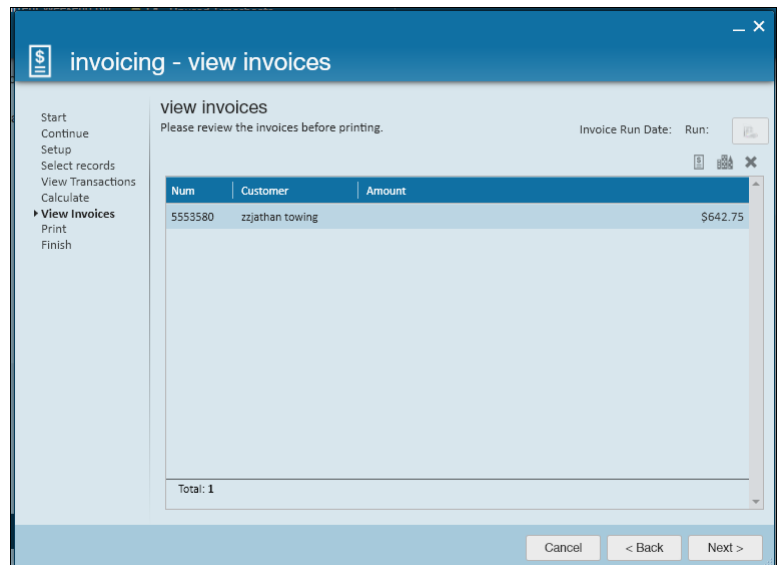 invoicing - view invoices
Start
Continue
Setup
Select records
View Transactions
Calculate
View Invoices
Print
Finish
view invoices
Please review the invoices before printing.
Invoice Run Date: Run:
Num Customer Amount
5553580 zzjathan towing $642.75
Total: 1
Cancel < Back Next >